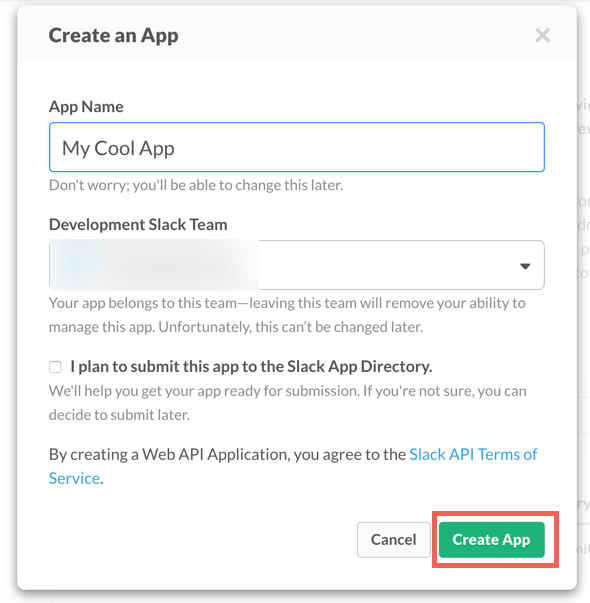 Create an App
App Name
My Cool App
Don't worry; you'll be able to change this later.
Development Slack Team
Your app belongs to this team—leaving this team will remove your ability to
manage this app. Unfortunately, this can't be changed later.
I plan to submit this app to the Slack App Directory.
We'll help you get your app ready for submission. If you're not sure, you can
decide to submit later.
By creating a Web API Application, you agree to the Slack API Terms of
Service.
Cancel
Create App